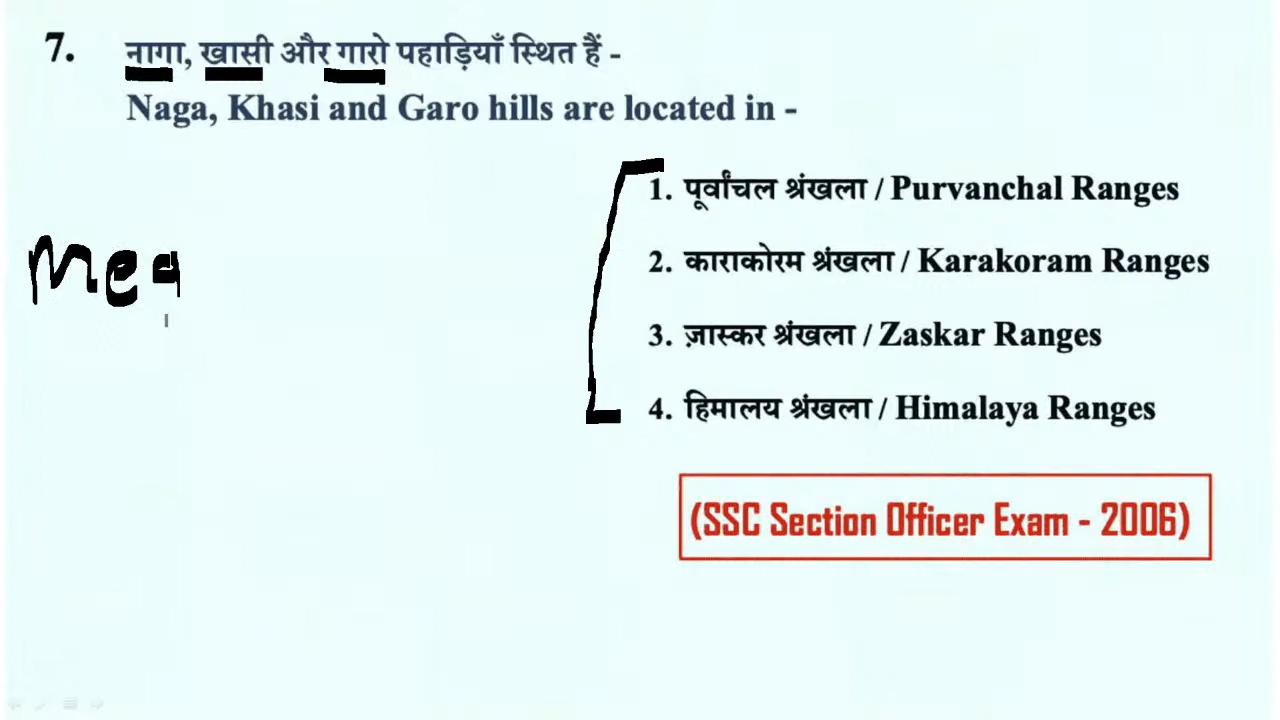 7. नागा, खासी और गारो पहाड़ियाँ स्थित हैं -
Naga, Khasi and Garo hills are located in -
1. पूर्वांचल श्रंखला / Purvanchal Ranges
2. काराकोरम श्रंखला / Karakoram Ranges
3. ज़ास्कर श्रंखला / Zaskar Ranges
4. हिमालय श्रंखला / Himalaya Ranges
(SSC Section Officer Exam - 2006)